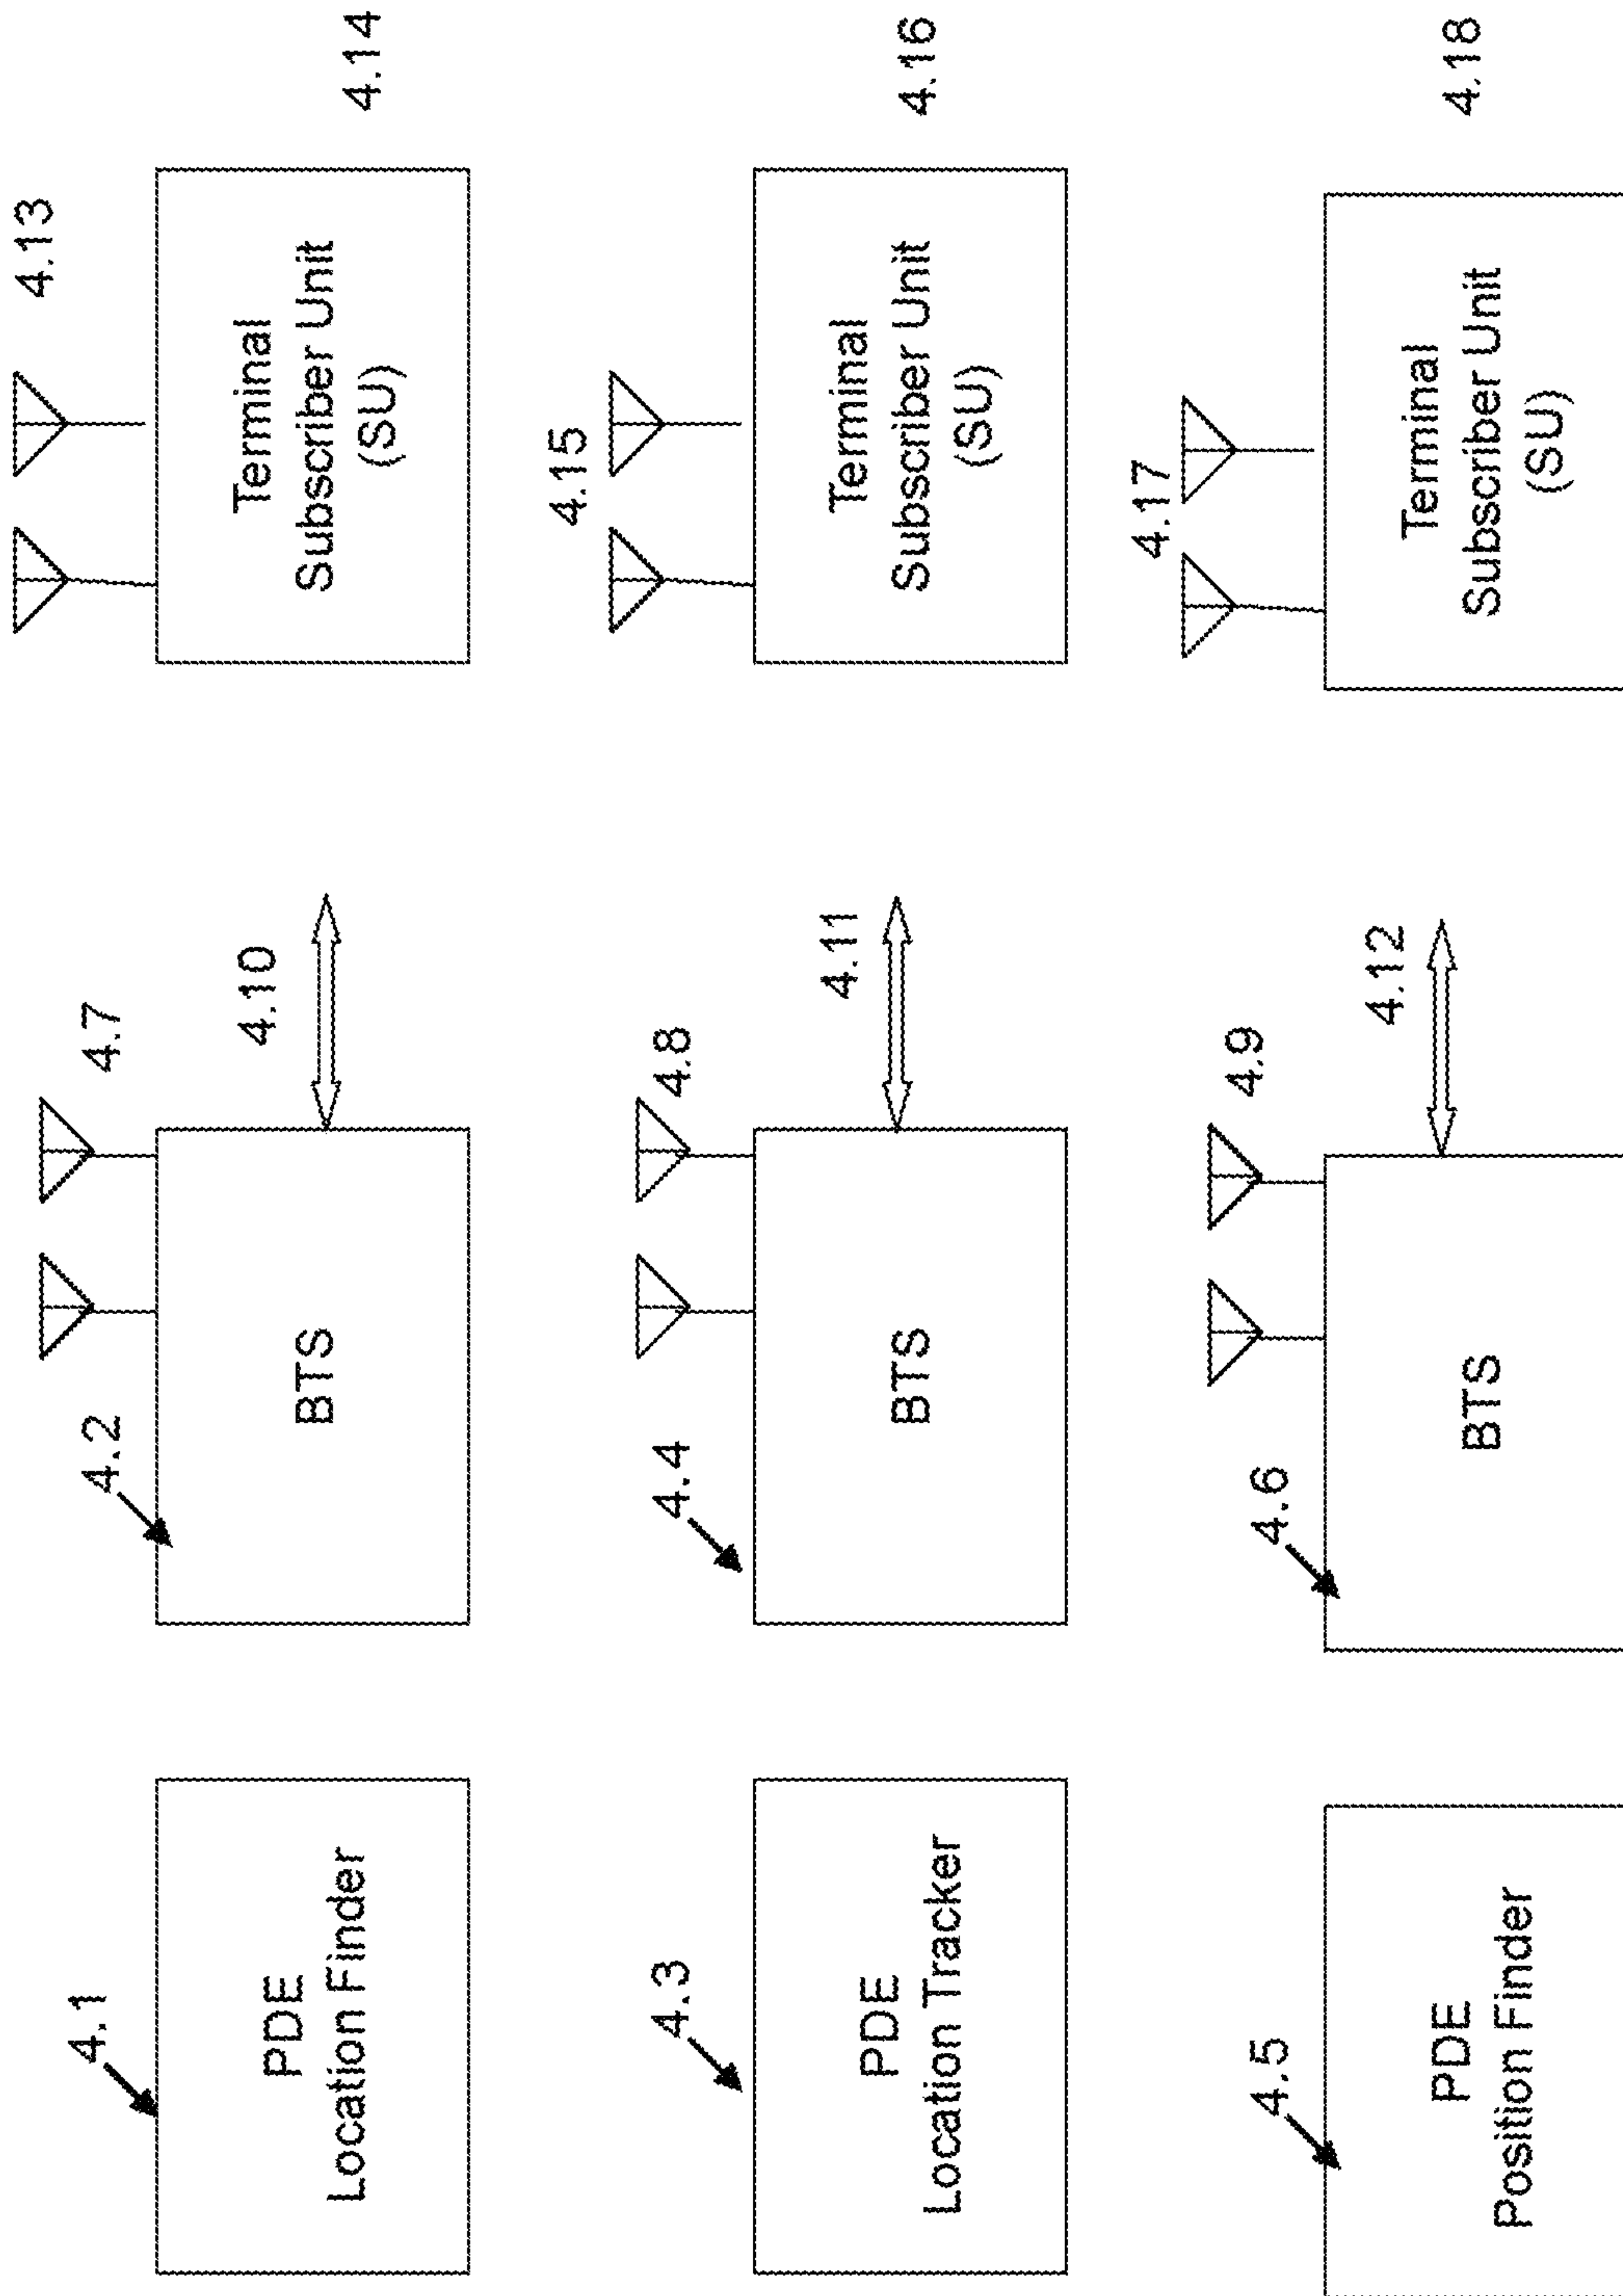 4.1
PDE
Location Finder
4.2
BTS
4.7
4.10
4.13
Terminal
Subscriber Unit
(SU)
4.14
4.3
PDE
Location Tracker
4.4
BTS
4.8
4.11
4.15
Terminal
Subscriber Unit
(SU)
4.16
4.5
PDE
Position Finder
4.6
BTS
4.9
4.12
4.17
Terminal
Subscriber Unit
(SU)
4.18